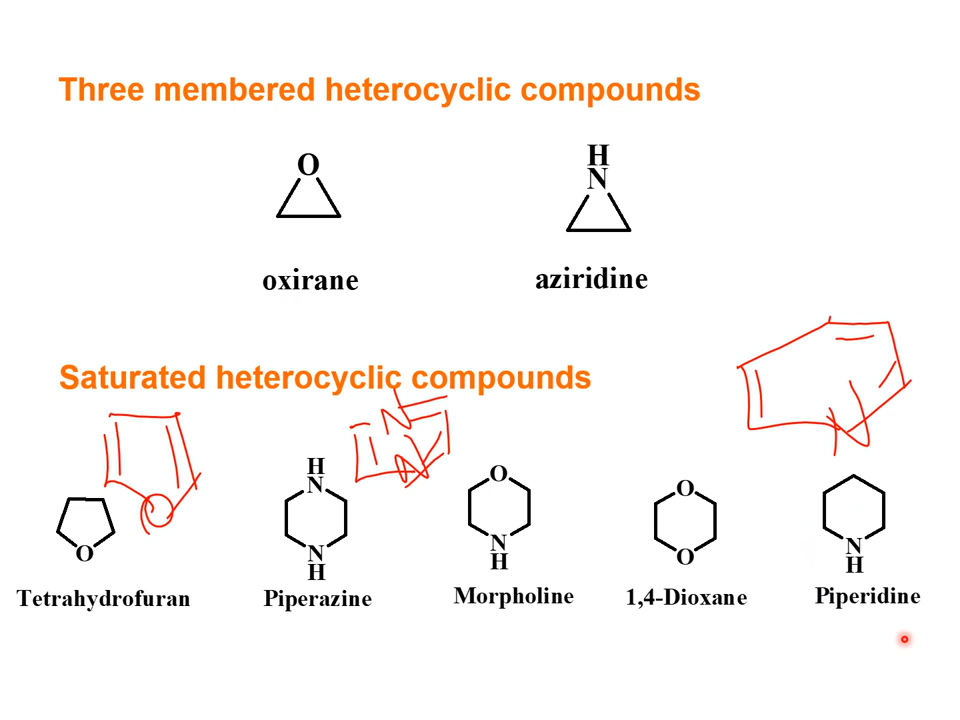 Three membered heterocyclic compounds
O
H
N
oxirane
aziridine
Saturated heterocyclic compounds
N
N
N
O
H
N
O
O
O
N
H
N
H
O
N
H
Tetrahydrofuran
Piperazine
Morpholine
1,4-Dioxane
Piperidine